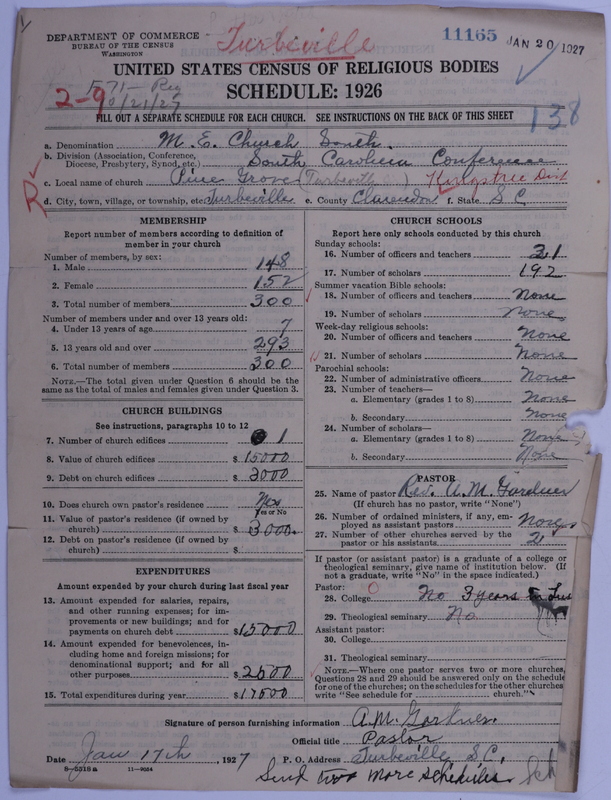 DEPARTMENT OF COMMERCE
BUREAU OF THE CENSUS
WASHINGTON
Turbeville
11165
JAN 20 1927
UNITED STATES CENSUS OF RELIGIOUS BODIES
SCHEDULE: 1926
2-9
138
FILL OUT A SEPARATE SCHEDULE FOR EACH CHURCH. SEE INSTRUCTIONS ON THE BACK OF THIS SHEET
a. Denomination M. E. Church South.
b. Division (Association, Conference, Diocese, Presbytery, Synod, etc.) South Carolina Conference
c. Local name of church Pine Grove (Turbeville) Kingstree Dist
d. City, town, village, or township, etc. Turbeville e. County Clarendon f. State S C
MEMBERSHIP
Report number of members according to definition of
member in your church
Number of members, by sex:
1. Male 148
2. Female 152
3. Total number of members 300
Number of members under and over 13 years old:
4. Under 13 years of age 7
5. 13 years old and over 293
6. Total number of members 300
NOTE.—The total given under Question 6 should be the
same as the total of males and females given under Question 3.
CHURCH BUILDINGS
See instructions, paragraphs 10 to 12
7. Number of church edifices 1
8. Value of church edifices $ 15000
9. Debt on church edifices $ 3000
10. Does church own pastor's residence Yes
Yes or No
11. Value of pastor's residence (if owned by
church) $ 3000.
12. Debt on pastor's residence (if owned by
church) $
EXPENDITURES
Amount expended by your church during last fiscal year
13. Amount expended for salaries, repairs,
and other running expenses; for im-
provements or new buildings; and for
payments on church debt $15000
14. Amount expended for benevolences, in-
cluding home and foreign missions; for
denominational support; and for all
other purposes $ 2500
15. Total expenditures during year $ 17500
CHURCH SCHOOLS
Report here only schools conducted by this church
Sunday schools:
16. Number of officers and teachers 21
17. Number of scholars 192
Summer vacation Bible schools:
18. Number of officers and teachers None
19. Number of scholars None
Week-day religious schools:
20. Number of officers and teachers None
21. Number of scholars None
Parochial schools:
22. Number of administrative officers None
23. Number of teachers—
a. Elementary (grades 1 to 8) None
b. Secondary None
24. Number of scholars—
a. Elementary (grades 1 to 8) None
b. Secondary None
PASTOR
25. Name of pastor Rev. A. M. Gardner
(If church has no pastor, write "None")
26. Number of ordained ministers, if any, em-
ployed as assistant pastors None
27. Number of other churches served by the
pastor or his assistants 2
If pastor (or assistant pastor) is a graduate of a college or
theological seminary, give name of institution below. (If
not a graduate, write "No" in the space indicated.)
Pastor:
28. College No 3 years in
29. Theological seminary No
Assistant pastor:
30. College
31. Theological seminary
NOTE.—Where one pastor serves two or more churches,
Questions 28 and 29 should be answered only on the schedule
for one of the churches; on the schedules for the other churches
write "See schedule for church."
Signature of person furnishing information A. M. Gardner
Official title Pastor
Date Jan 17th, 1927 P. O. Address Turbeville S.C.
8-5318a 11-9034
Send two more schedules.